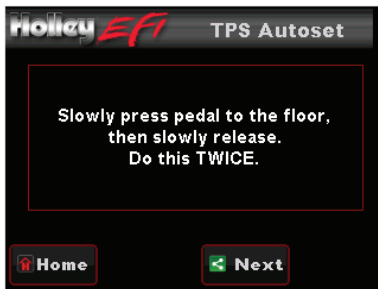 Holley EFI TPS Autoset
Slowly press pedal to the floor,
then slowly release.
Do this TWICE.
Home Next